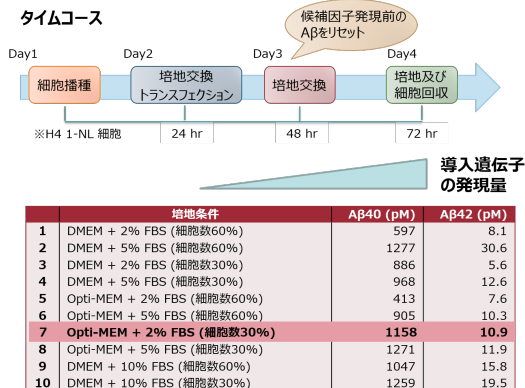 タイムコース
候補因子発現前の
Aβをリセット
Day1 Day2 Day3 Day4
細胞播種
培地交換
トランスフェクション
培地交換
培地及び
細胞回収
※H4 1-NL 細胞 24 hr 48 hr 72 hr
導入遺伝子
の発現量
培地条件 Aβ40 (pM) Aβ42 (pM)
1 DMEM + 2% FBS (細胞数60%) 597 8.1
2 DMEM + 5% FBS (細胞数60%) 1277 30.6
3 DMEM + 2% FBS (細胞数30%) 886 5.6
4 DMEM + 5% FBS (細胞数30%) 968 12.6
5 Opti-MEM + 2% FBS (細胞数60%) 413 7.6
6 Opti-MEM + 5% FBS (細胞数60%) 905 10.3
7 Opti-MEM + 2% FBS (細胞数30%) 1158 10.9
8 Opti-MEM + 5% FBS (細胞数30%) 1271 11.9
9 DMEM + 10% FBS (細胞数60%) 1047 15.8
10 DMEM + 10% FBS (細胞数30%) 1259 19.5